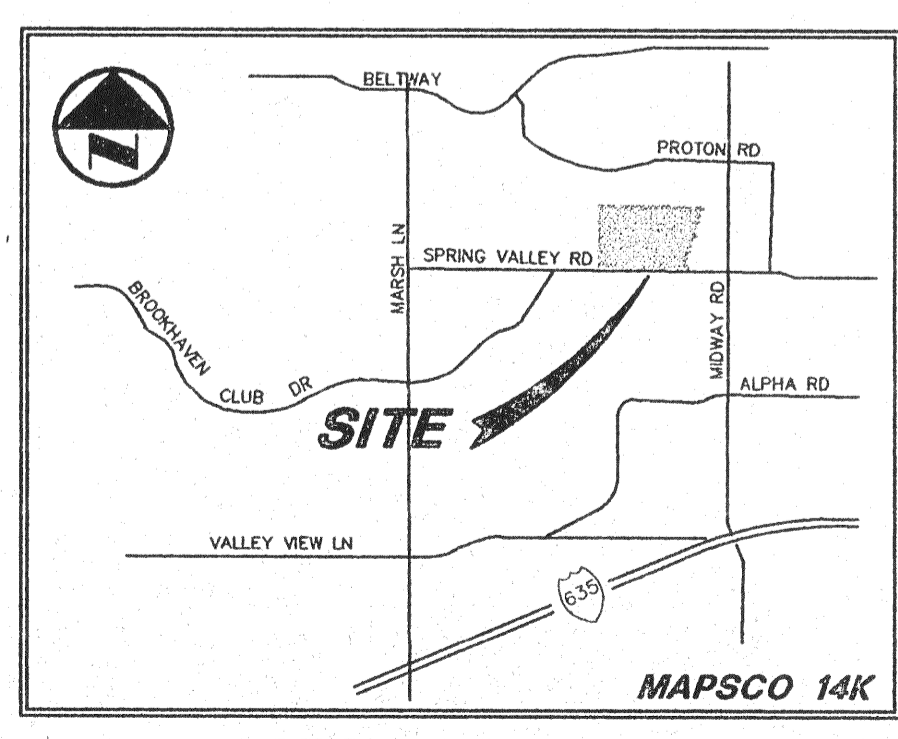 BELTWAY
PROTON RD
N
MARSH LN
SPRING VALLEY RD
MIDWAY RD
BROOKHAVEN CLUB DR
ALPHA RD
SITE
VALLEY VIEW LN
635
MAPSCO 14K